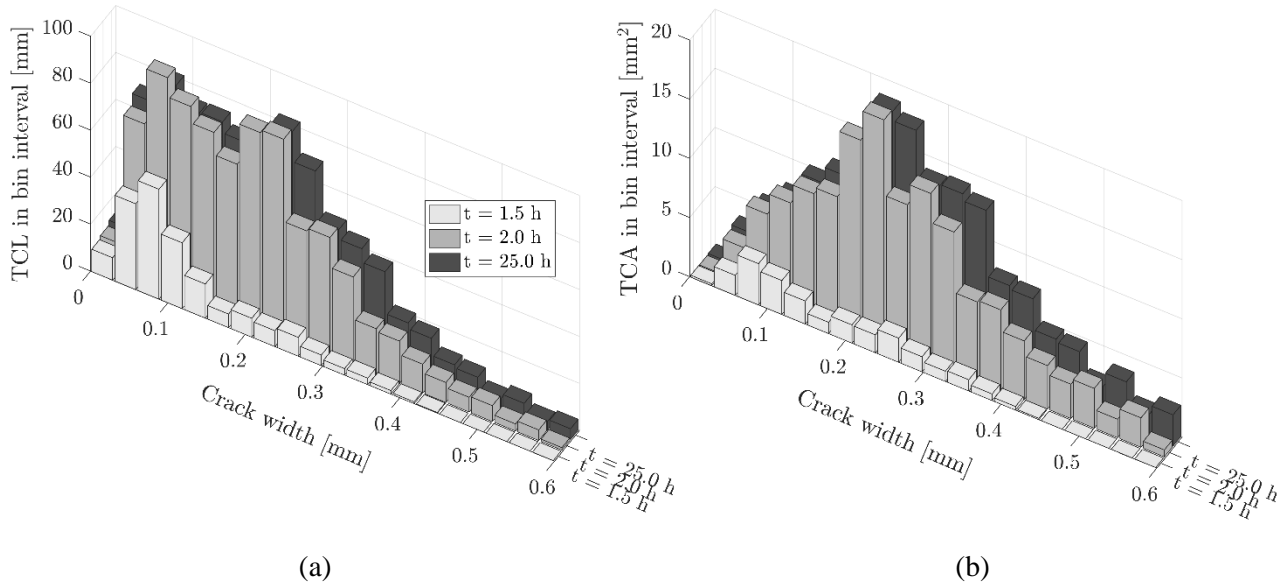 TCL in bin interval [mm]
100
80
60
40
20
0
0
0.1
0.2
0.3
0.4
0.5
0.6
Crack width [mm]
t = 25.0 h
t = 2.0 h
t = 1.5 h
t = 1.5 h
t = 2.0 h
t = 25.0 h
(a)
TCA in bin interval [mm²]
20
15
10
5
0
0
0.1
0.2
0.3
0.4
0.5
0.6
Crack width [mm]
t = 25.0 h
t = 2.0 h
t = 1.5 h
(b)